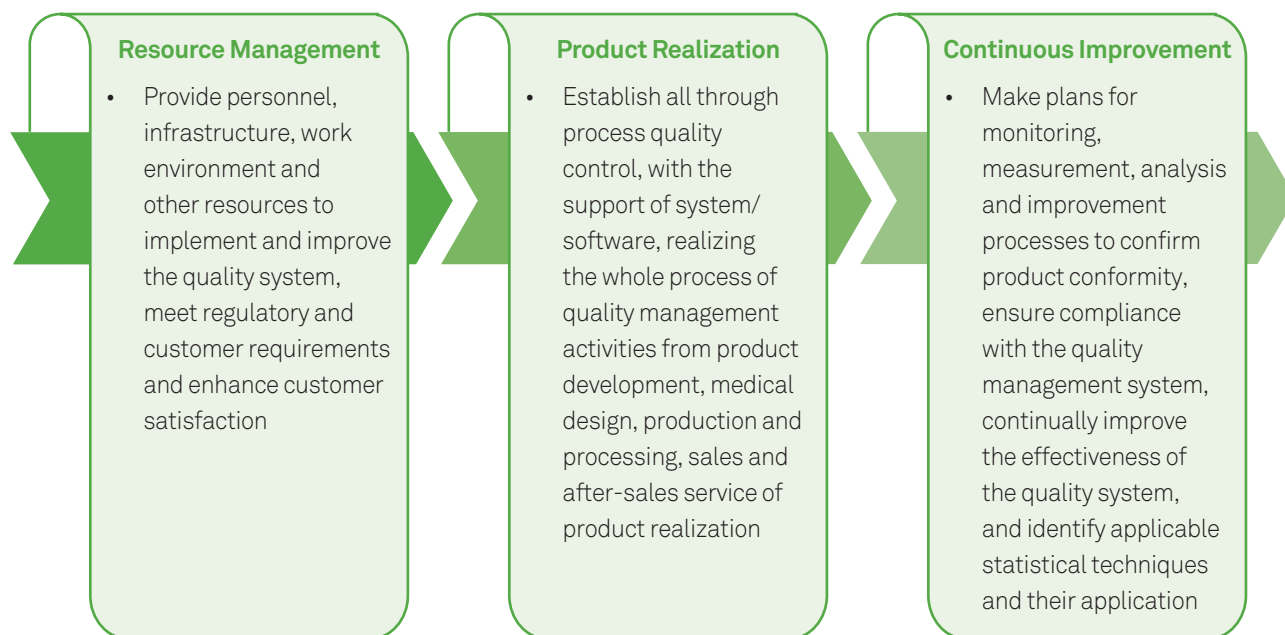 Resource Management
• Provide personnel,
infrastructure, work
environment and
other resources to
implement and improve
the quality system,
meet regulatory and
customer requirements
and enhance customer
satisfaction
Product Realization
• Establish all through
process quality
control, with the
support of system/
software, realizing
the whole process of
quality management
activities from product
development, medical
design, production and
processing, sales and
after-sales service of
product realization
Continuous Improvement
• Make plans for
monitoring,
measurement, analysis
and improvement
processes to confirm
product conformity,
ensure compliance
with the quality
management system,
continually improve
the effectiveness of
the quality system,
and identify applicable
statistical techniques
and their application